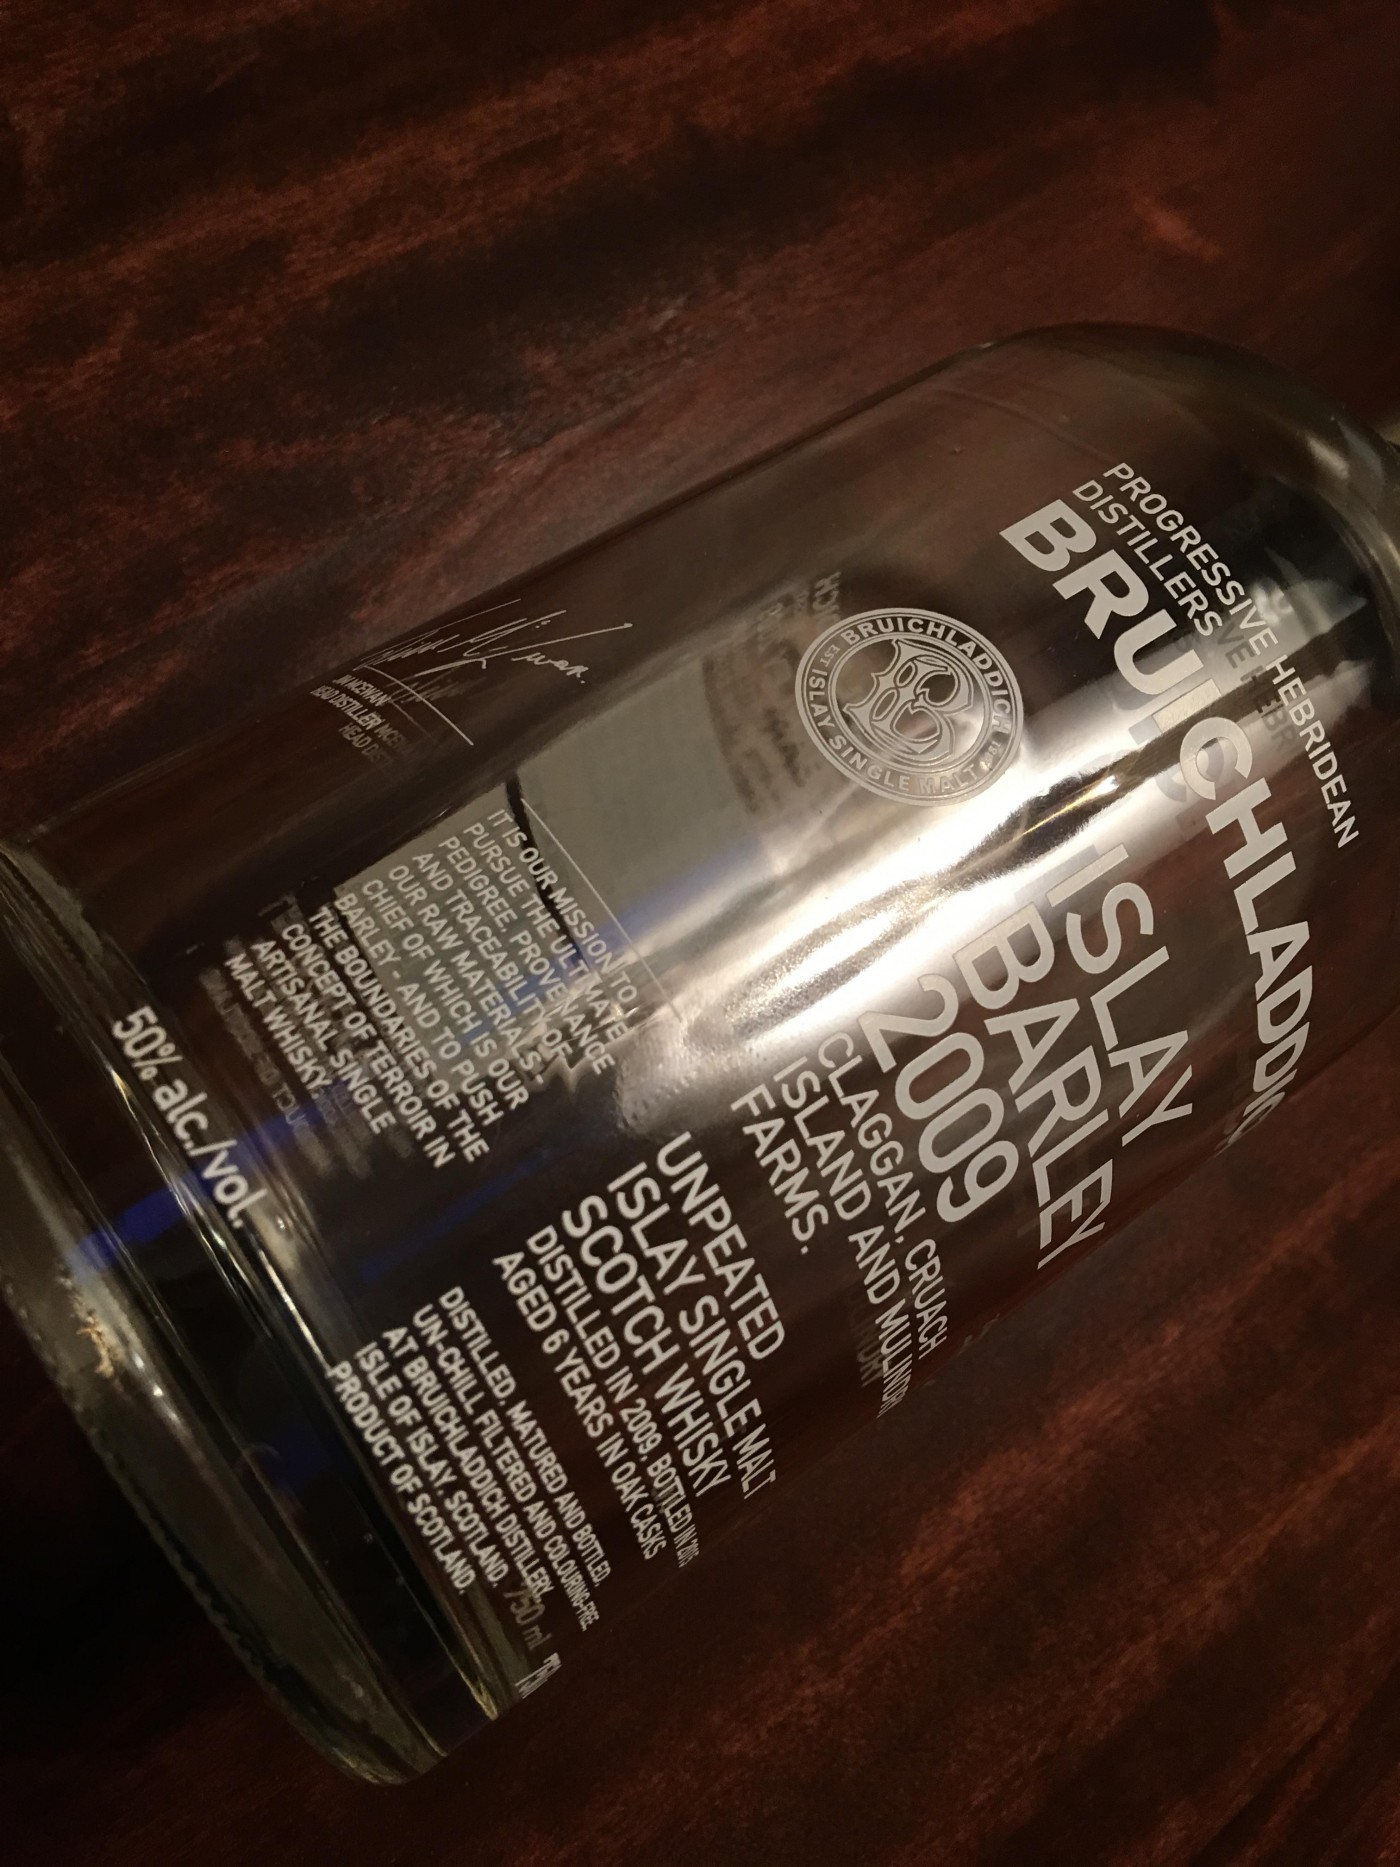 PROGRESSIVE HEBRIDEAN
DISTILLERS
BRUICHLADDICH
ISLAY
BARLEY
2009
CLAGGAN, CRUACH
ISLAND AND MULINDRY
FARMS.
BRUICHLADDICH
ISLAY SINGLE MALT
EST 1881
UNPEATED
ISLAY SINGLE MALT
SCOTCH WHISKY
DISTILLED IN 2009, BOTTLED IN
AGED 6 YEARS IN OAK CASKS
IT IS OUR MISSION TO
PURSUE THE ULTIMATE
PEDIGREE, PROVENANCE
AND TRACEABILITY OF
OUR RAW MATERIALS -
CHIEF OF WHICH IS OUR
BARLEY - AND TO PUSH
THE BOUNDARIES OF THE
CONCEPT OF TERROIR IN
ARTISANAL SINGLE
MALT WHISKY.
HEAD DISTILLER
DISTILLED, MATURED AND BOTTLED,
UN-CHILL FILTERED AND COLOURING-FREE
AT BRUICHLADDICH DISTILLERY,
ISLE OF ISLAY, SCOTLAND.
PRODUCT OF SCOTLAND.
750 ml
50% alc./vol.